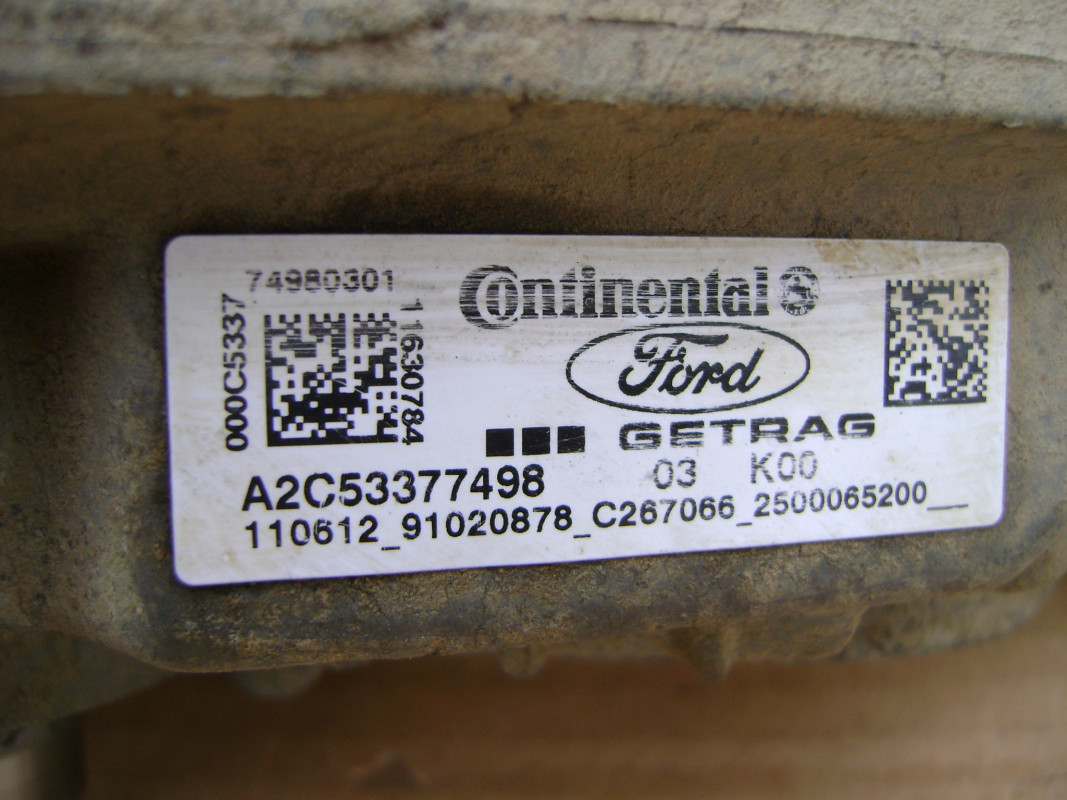 74980301
000C5337
11630784
Continental
Ford
GETRAG
A2C53377498
03 K00
110612_91020878_C267066_2500065200__